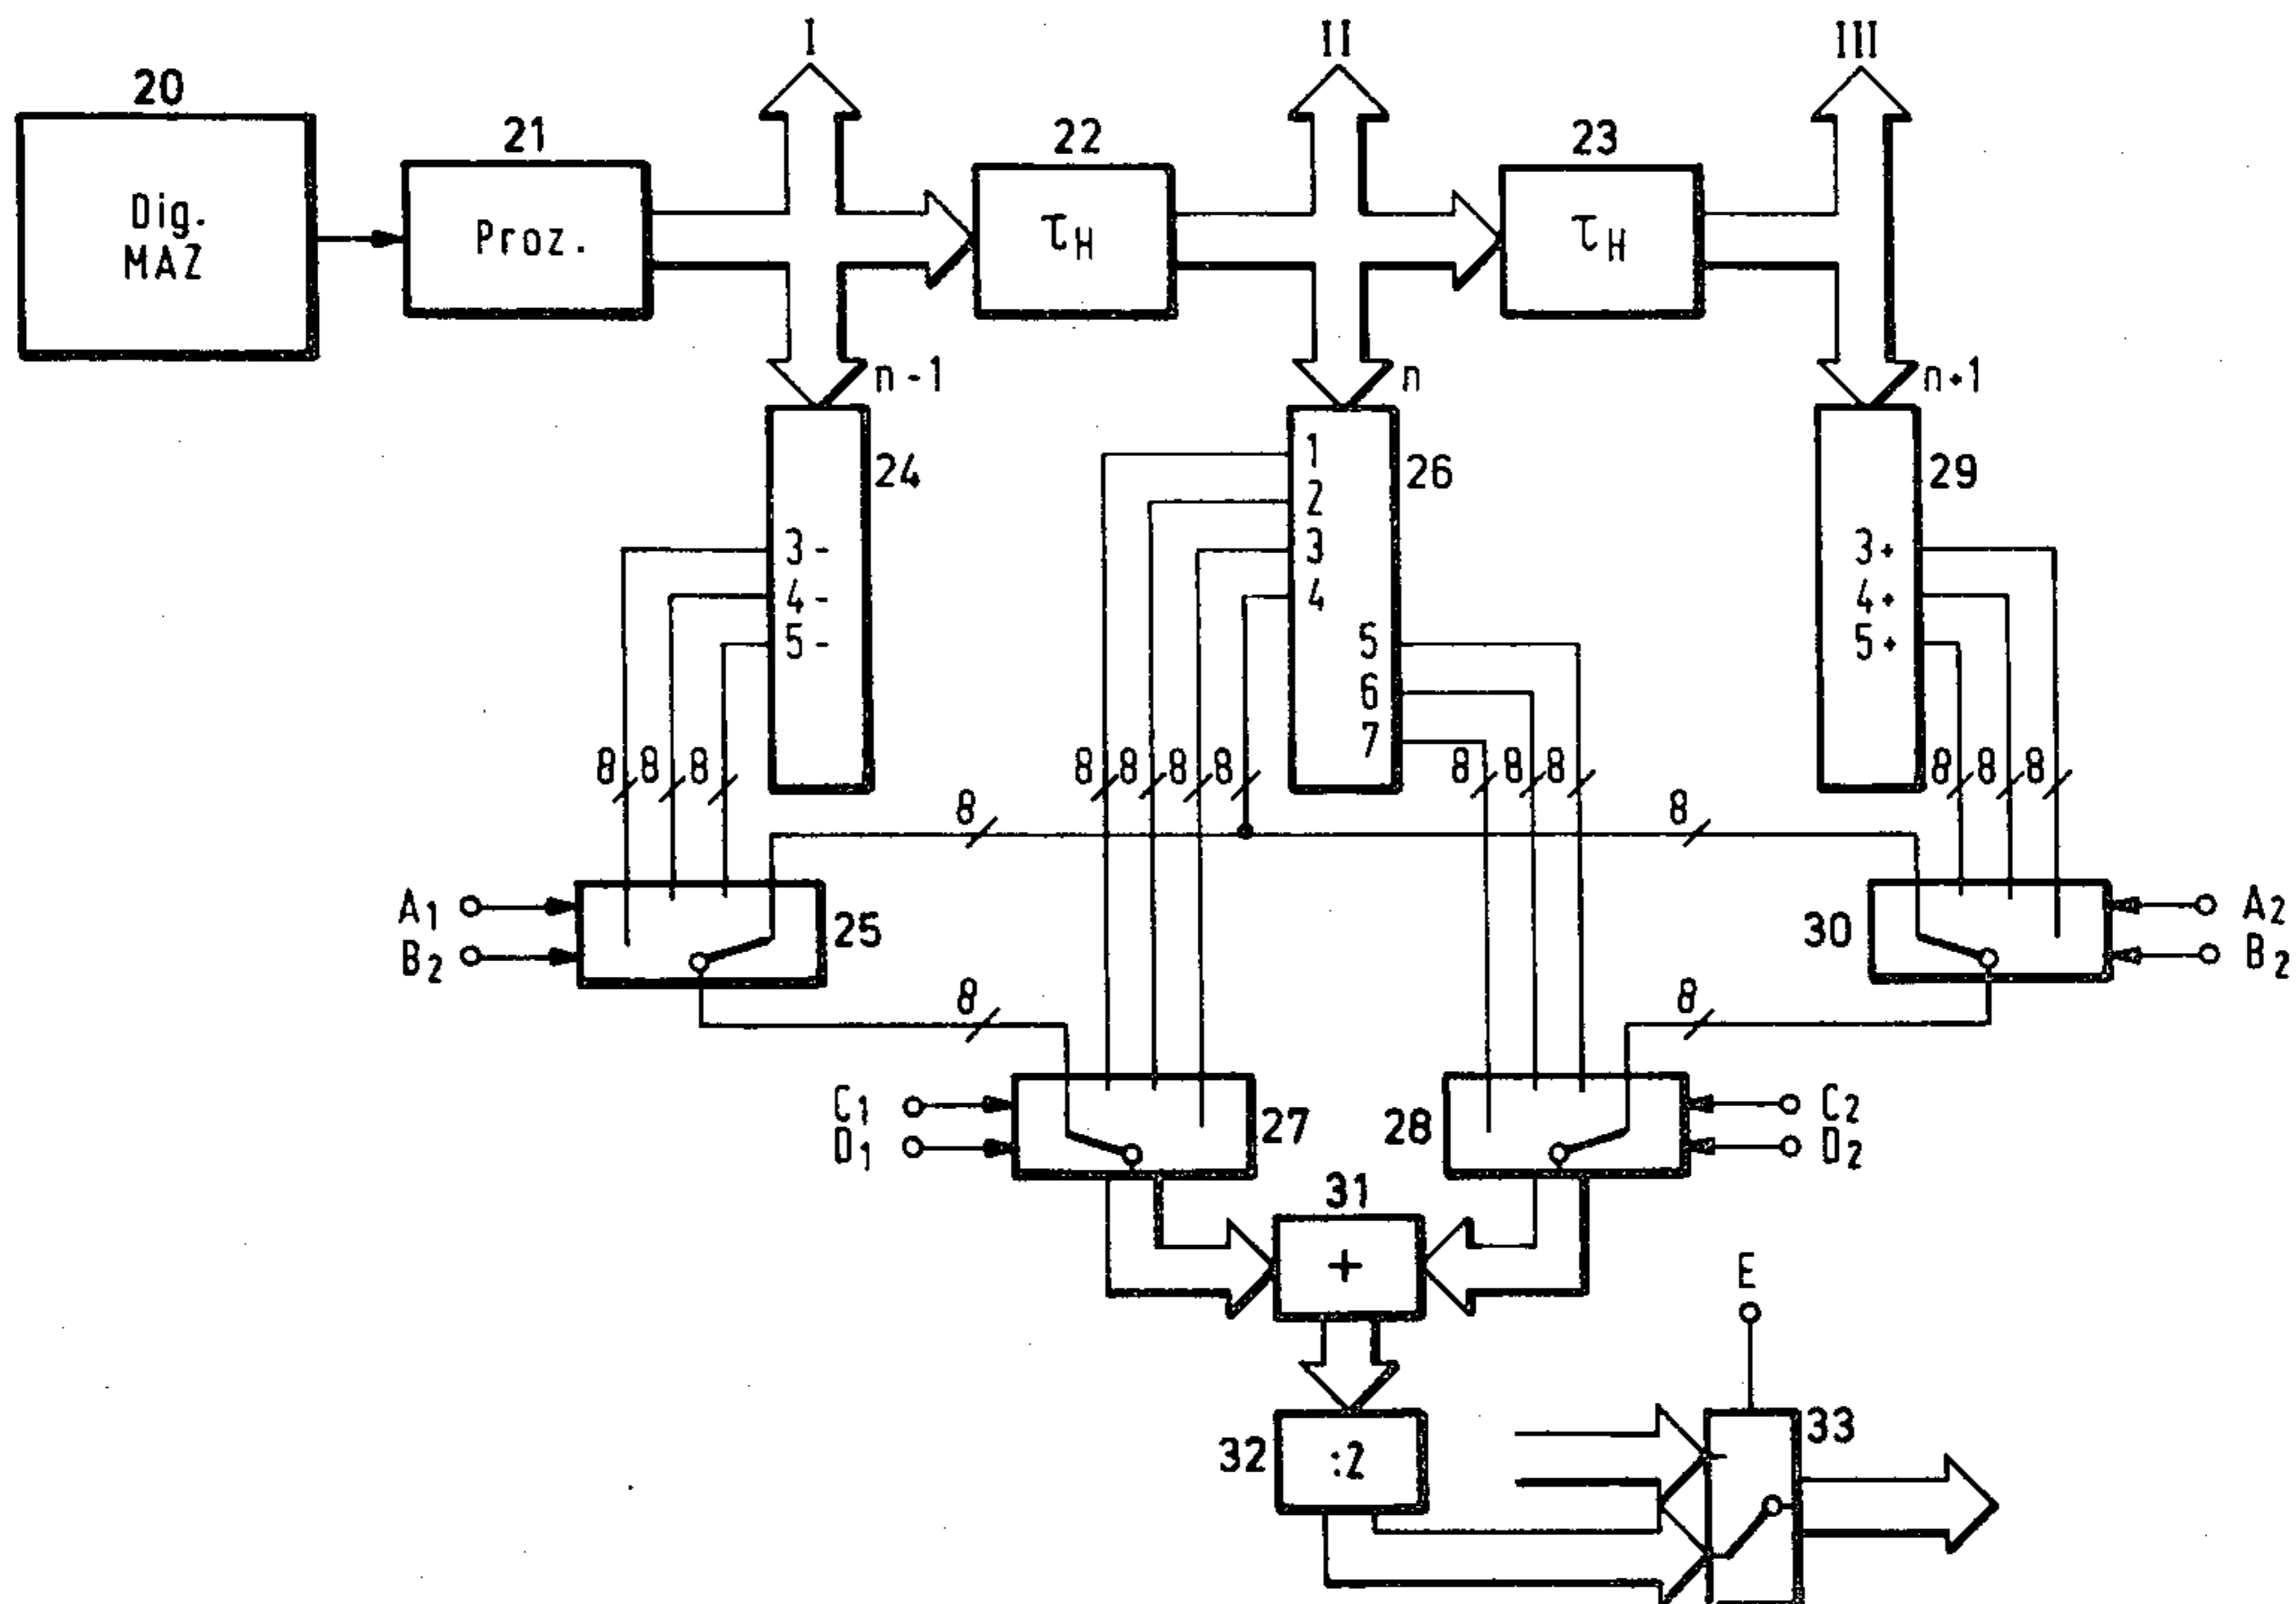 I II III
20 21 22 23
Dig.
MAZ
Proz.
τH
τH
n-1 n n+1
24 26 29
1
2
3- 3 3+
4- 4 4+
5- 5 5+
6
7
8 8 8 8 8 8 8 8 8 8 8 8 8
8 8
A1 25 30 A2
B2 B2
8 8
C1 27 28 C2
D1 D2
31
+
E
32 :2 33